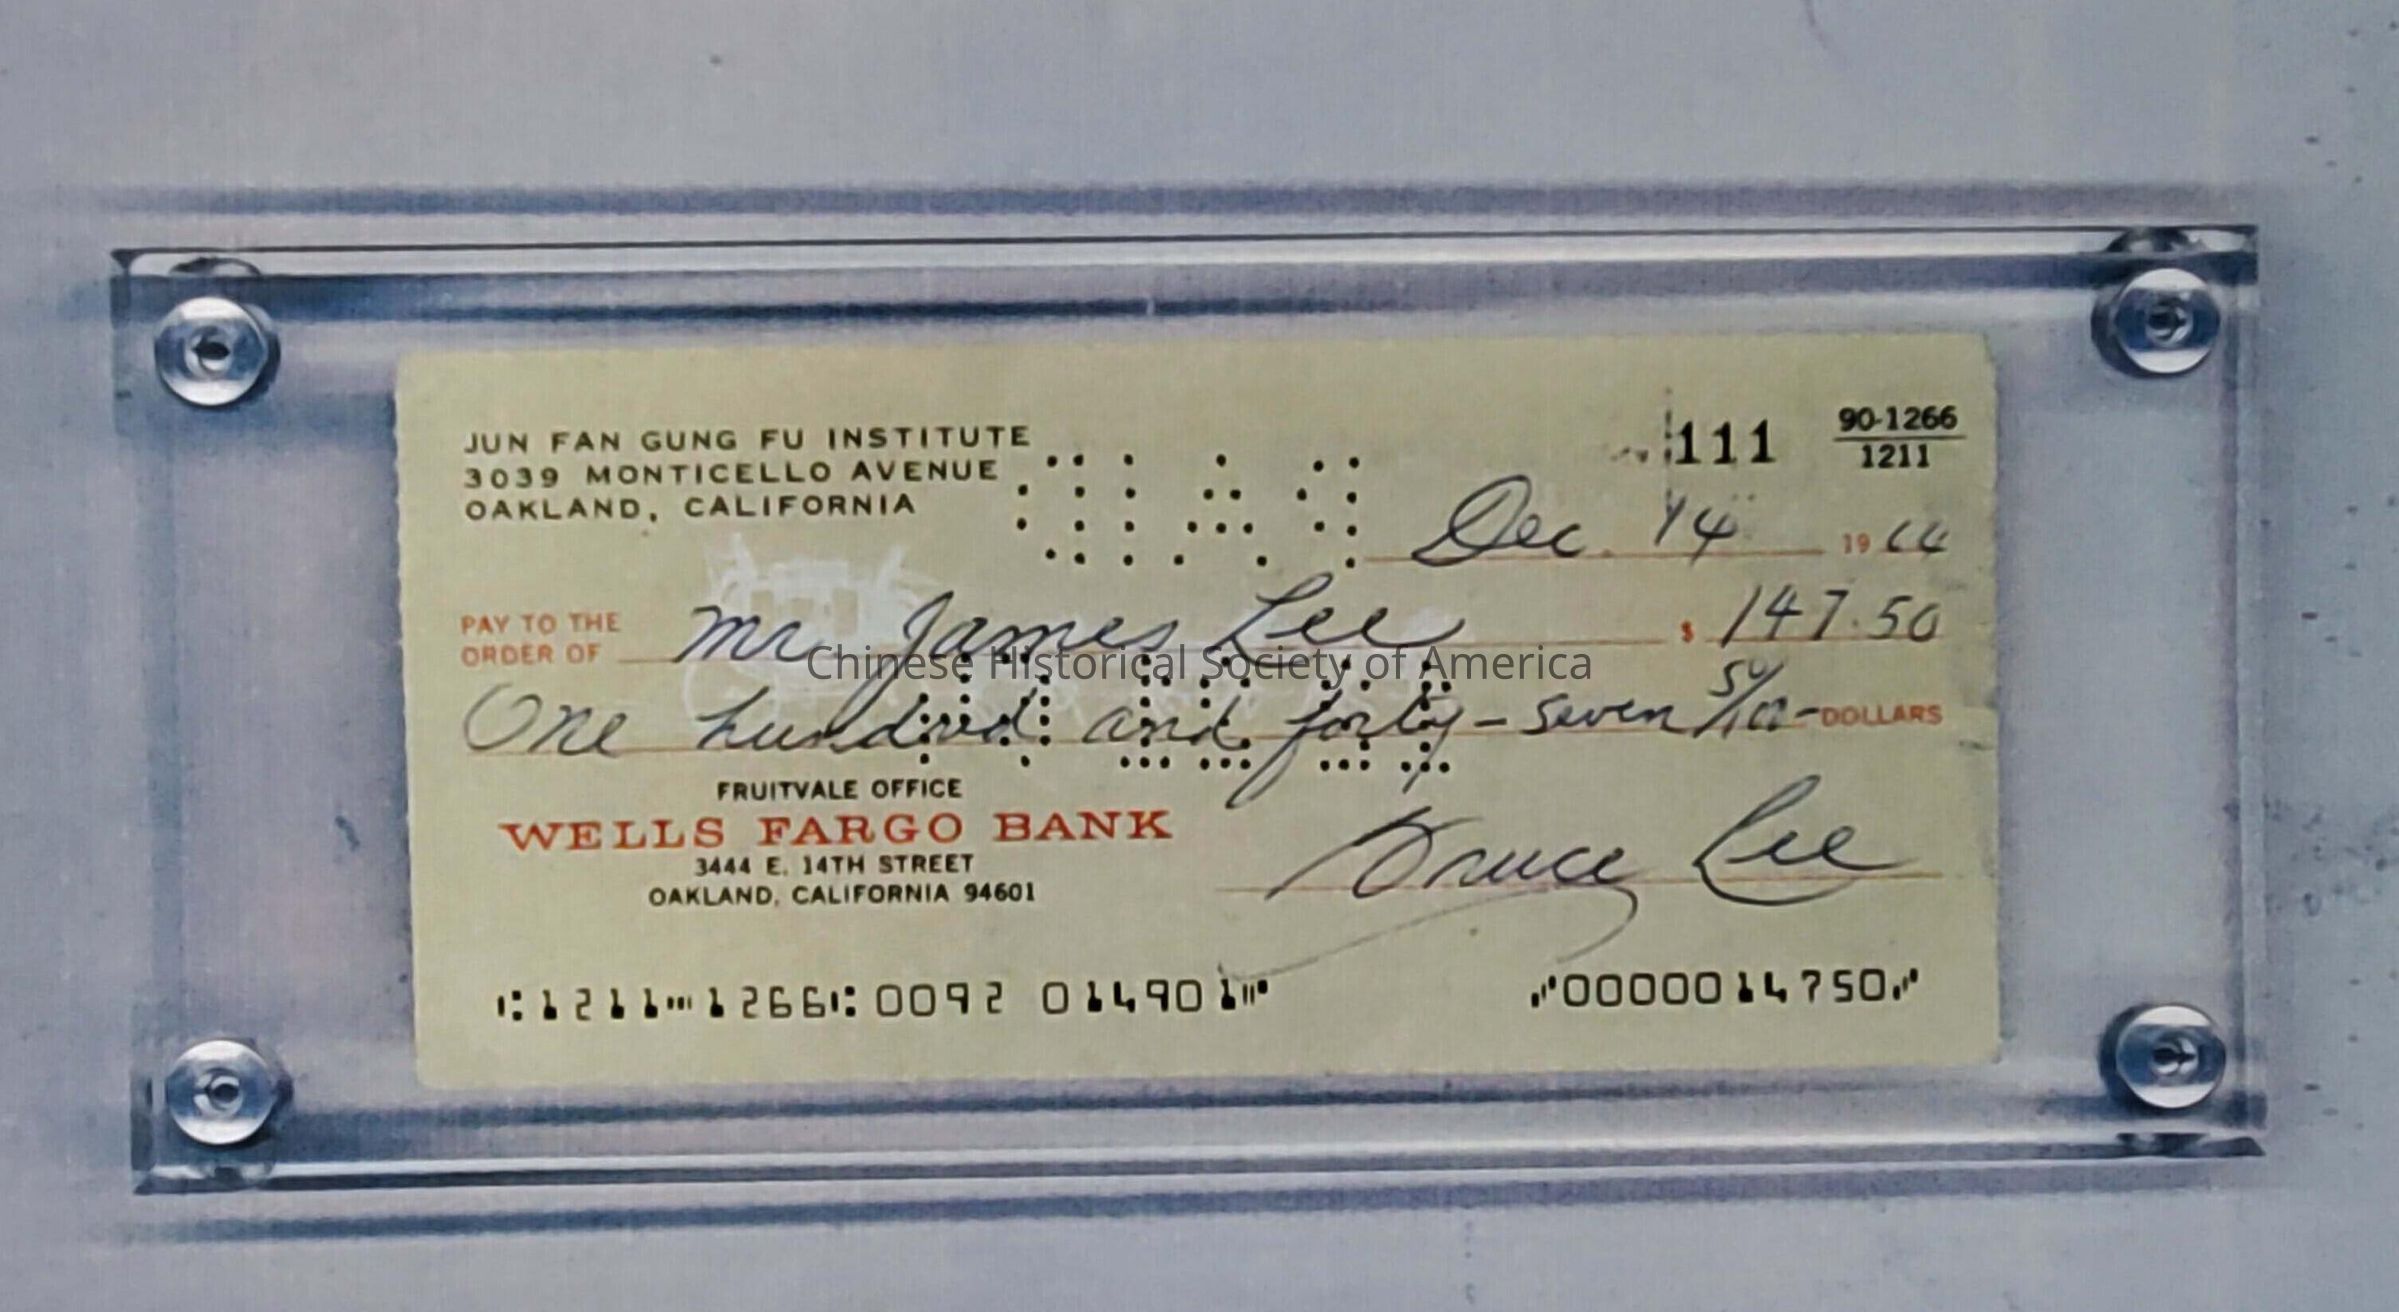 JUN FAN GUNG FU INSTITUTE
3039 MONTICELLO AVENUE
OAKLAND, CALIFORNIA
111
90-1266
1211
Dec. 14 1964
PAY TO THE
ORDER OF Mr James Lee $ 147.50
Chinese Historical Society of America
One hundred and forty-seven 50/100 - DOLLARS
FRUITVALE OFFICE
WELLS FARGO BANK
3444 E. 14TH STREET
OAKLAND, CALIFORNIA 94601
Bruce Lee
⑆1211⑉1266⑆ 0092 014901⑈ ⑇0000014750⑇